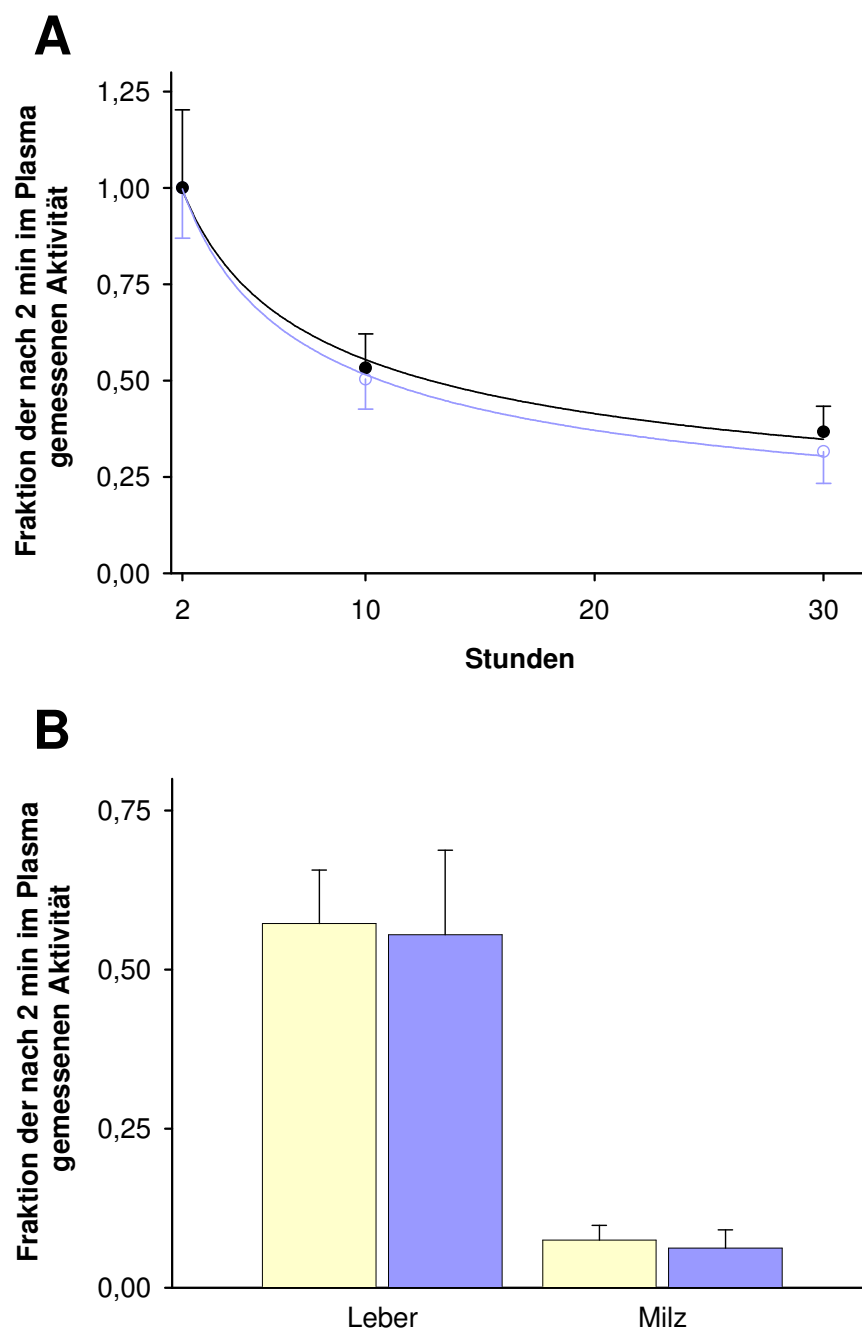 A
Fraktion der nach 2 min im Plasma
gemessenen Aktivität
1,25
1,00
0,75
0,50
0,25
0,00
2 10 20 30
Stunden
B
Fraktion der nach 2 min im Plasma
gemessenen Aktivität
0,75
0,50
0,25
0,00
Leber Milz